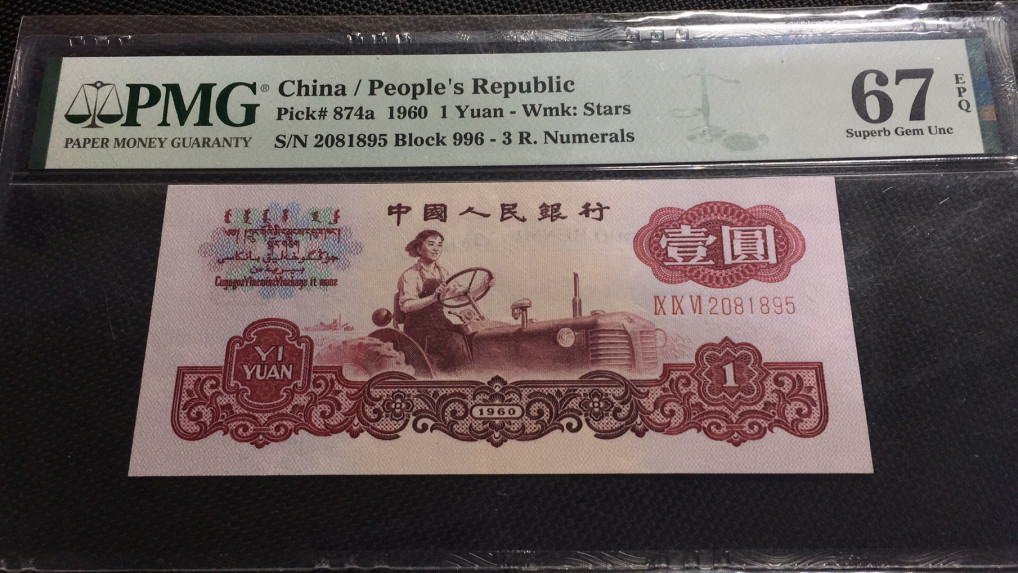 PMG®
PAPER MONEY GUARANTY
China / People's Republic
Pick# 874a 1960 1 Yuan - Wmk: Stars
S/N 2081895 Block 996 - 3 R. Numerals
67 EPQ
Superb Gem Unc
中國人民銀行
壹圓
IX IX VI 2081895
YI
YUAN
1960
1